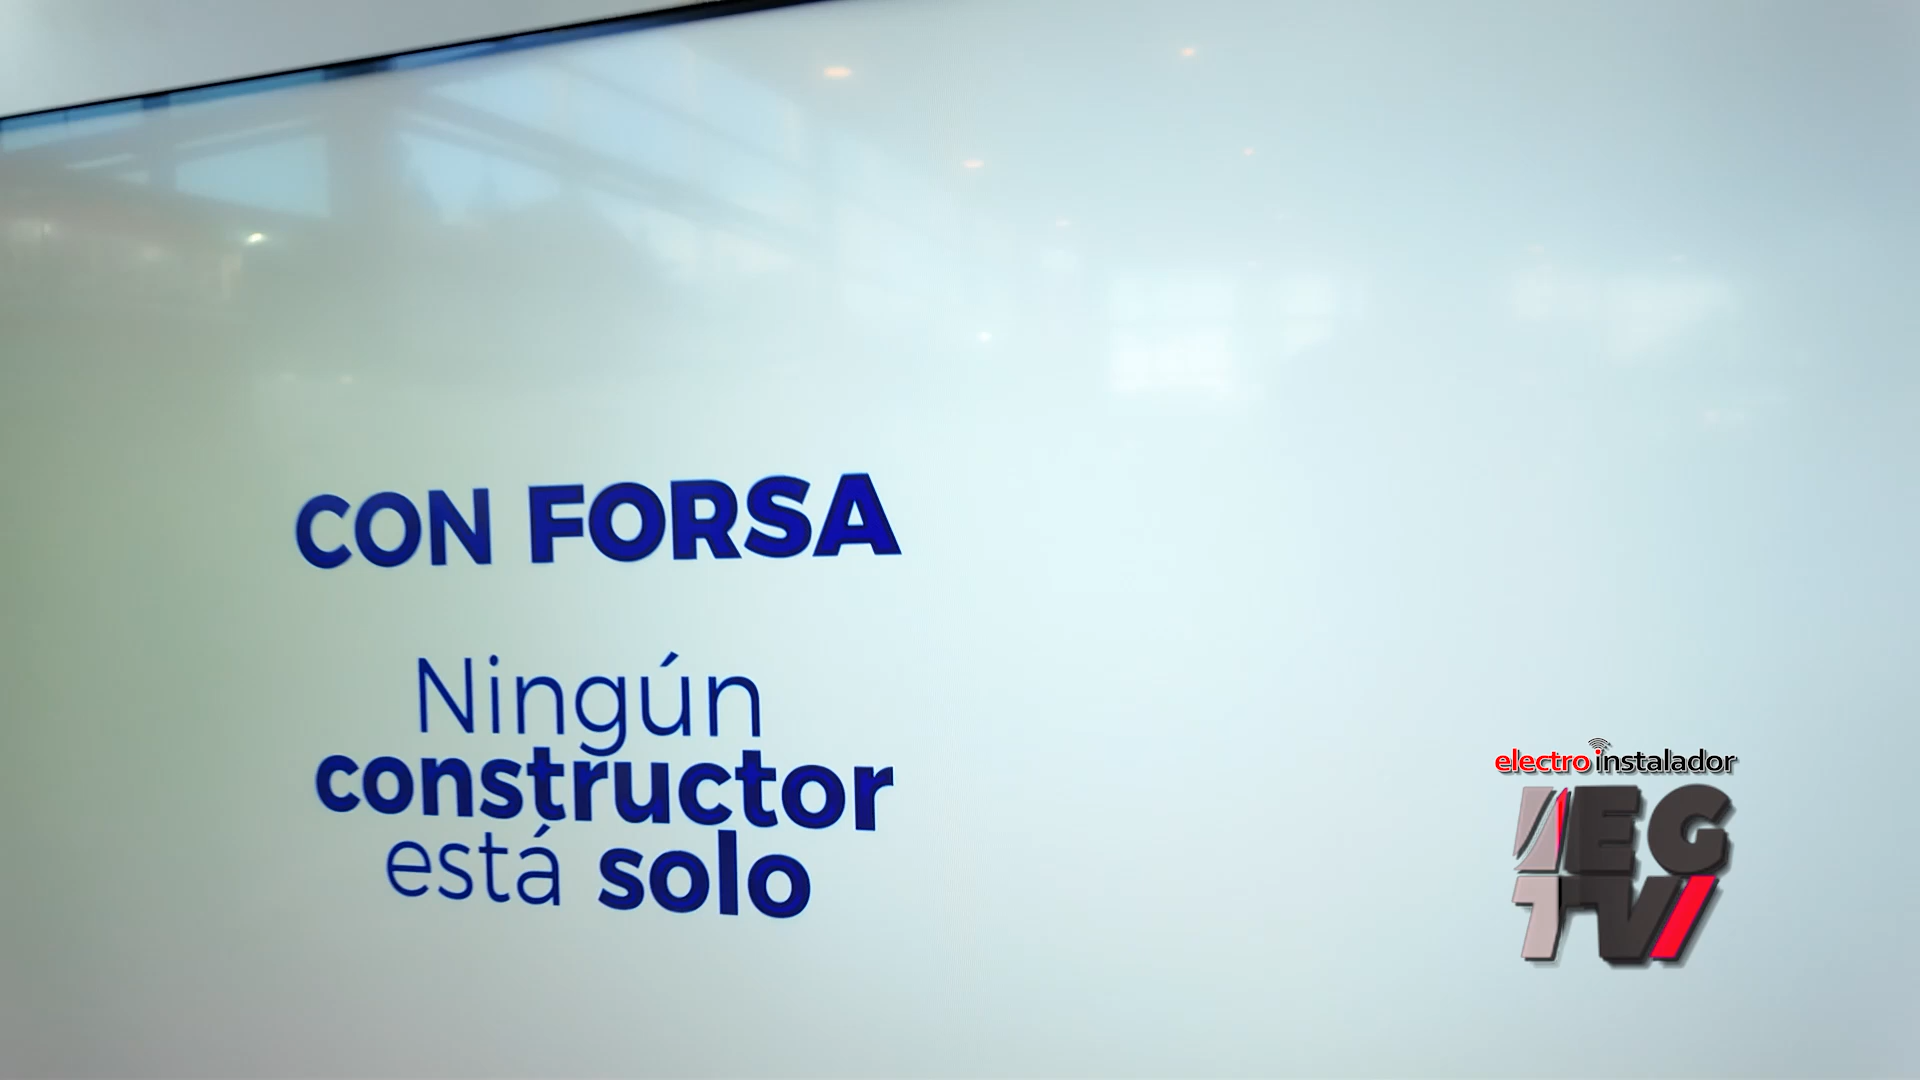 CON FORSA
Ningún
constructor
está solo
electro instalador
EG
TV